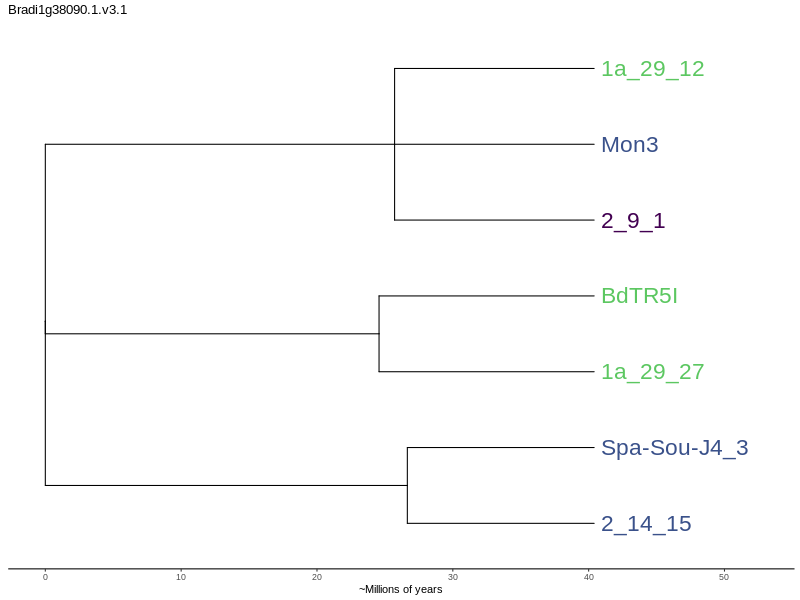 Bradi1g38090.1.v3.1
1a_29_12
Mon3
2_9_1
BdTR5I
1a_29_27
Spa-Sou-J4_3
2_14_15
0 10 20 30 40 50
~Millions of years